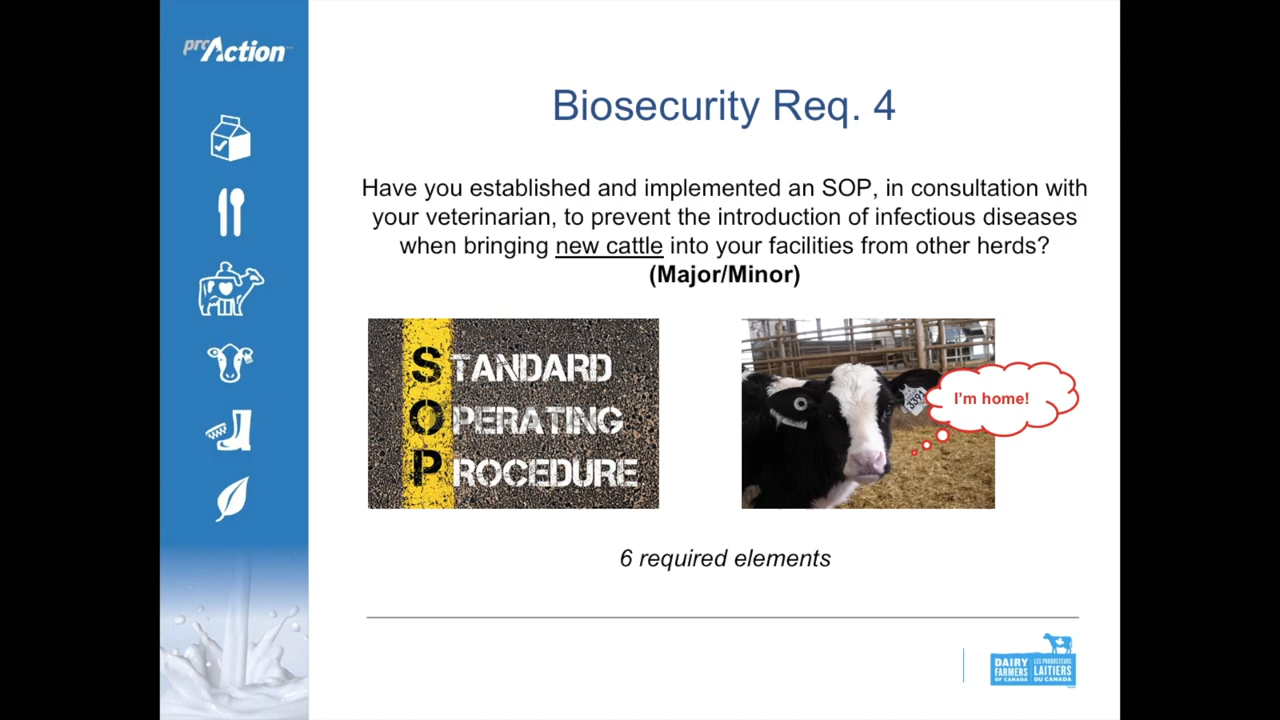 proAction
Biosecurity Req. 4
Have you established and implemented an SOP, in consultation with
your veterinarian, to prevent the introduction of infectious diseases
when bringing new cattle into your facilities from other herds?
(Major/Minor)
STANDARD
OPERATING
PROCEDURE
3391
I'm home!
6 required elements
DAIRY
FARMERS
OF CANADA
LES PRODUCTEURS
LAITIERS
DU CANADA